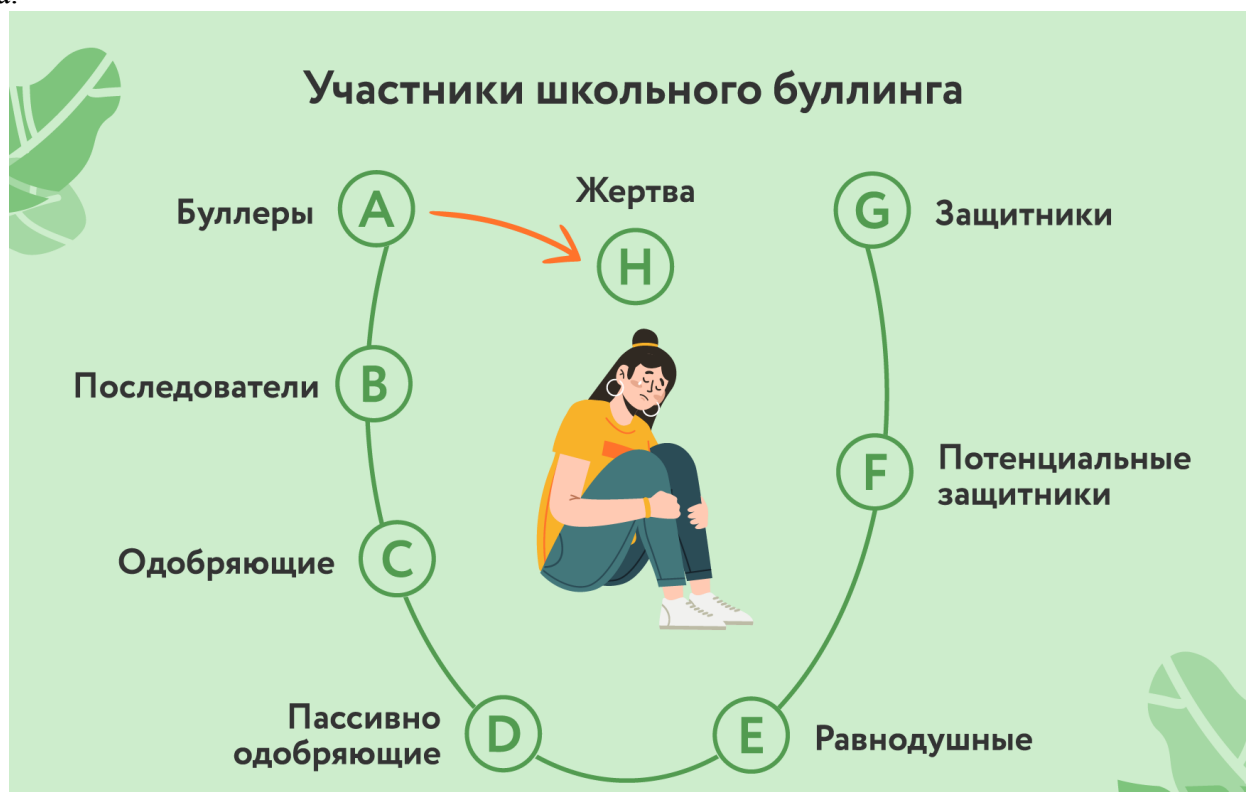 а.
Участники школьного буллинга
Жертва
Буллеры
A
H
G
Защитники
Последователи
B
Потенциальные
защитники
F
Одобряющие
C
Пассивно
одобряющие
D
E
Равнодушные